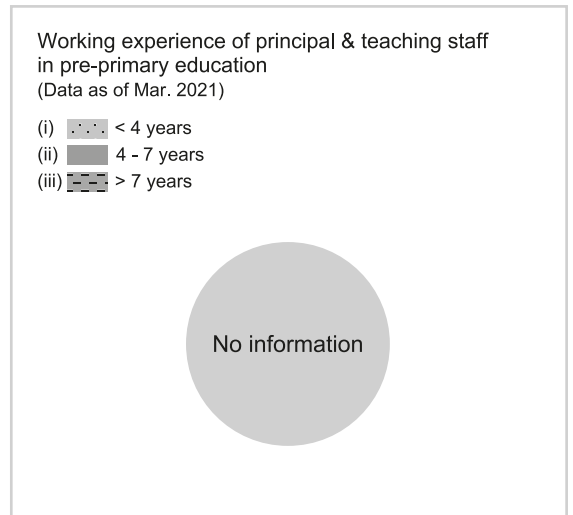 Working experience of principal & teaching staff
in pre-primary education
(Data as of Mar. 2021)
(i) < 4 years
(ii) 4 - 7 years
(iii) > 7 years
No information